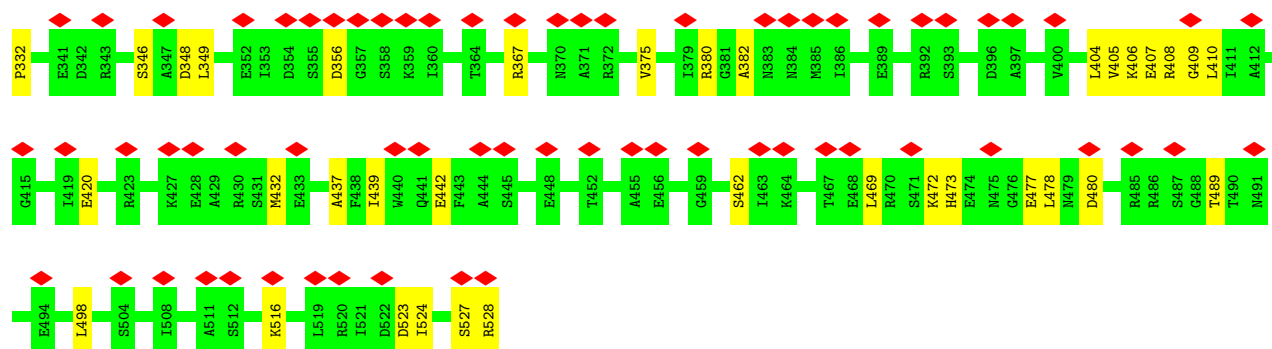 P332 E341 D342 R343 S346 A347 D348 L349 E352 I353 D354 S355 D356 G357 S358 K359 I360 T364 R367 N370 A371 R372 V375 I379 R380 G381 A382 N383 N384 M385 I386 E389 R392 S393 D396 A397 V400 L404 V405 K406 E407 R408 G409 L410 I411 A412
G415 I419 E420 R423 K427 E428 A429 R430 S431 M432 E433 A437 F438 I439 W440 Q441 E442 F443 A444 S445 E448 T452 A455 E456 G459 S462 I463 K464 T467 E468 L469 R470 S471 K472 H473 E474 N475 G476 E477 L478 N479 D480 R485 R486 S487 G488 T489 T490 N491
E494 L498 S504 I508 A511 S512 K516 L519 R520 I521 D522 D523 I524 S527 R528